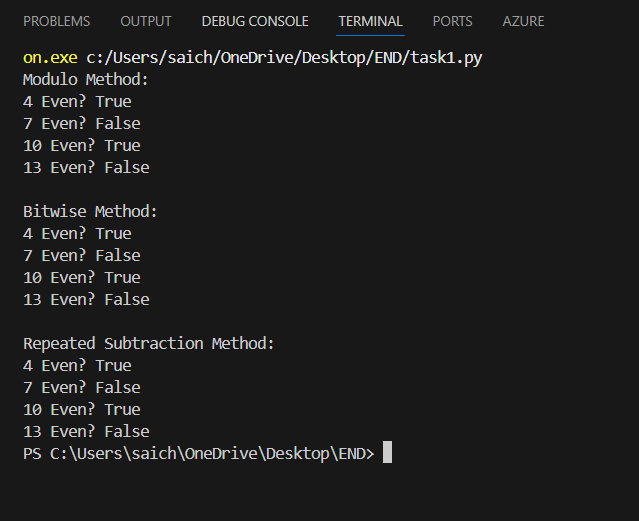 PROBLEMS OUTPUT DEBUG CONSOLE TERMINAL PORTS AZURE
on.exe c:/Users/saich/OneDrive/Desktop/END/task1.py
Modulo Method:
4 Even? True
7 Even? False
10 Even? True
13 Even? False
Bitwise Method:
4 Even? True
7 Even? False
10 Even? True
13 Even? False
Repeated Subtraction Method:
4 Even? True
7 Even? False
10 Even? True
13 Even? False
PS C:\Users\saich\OneDrive\Desktop\END>